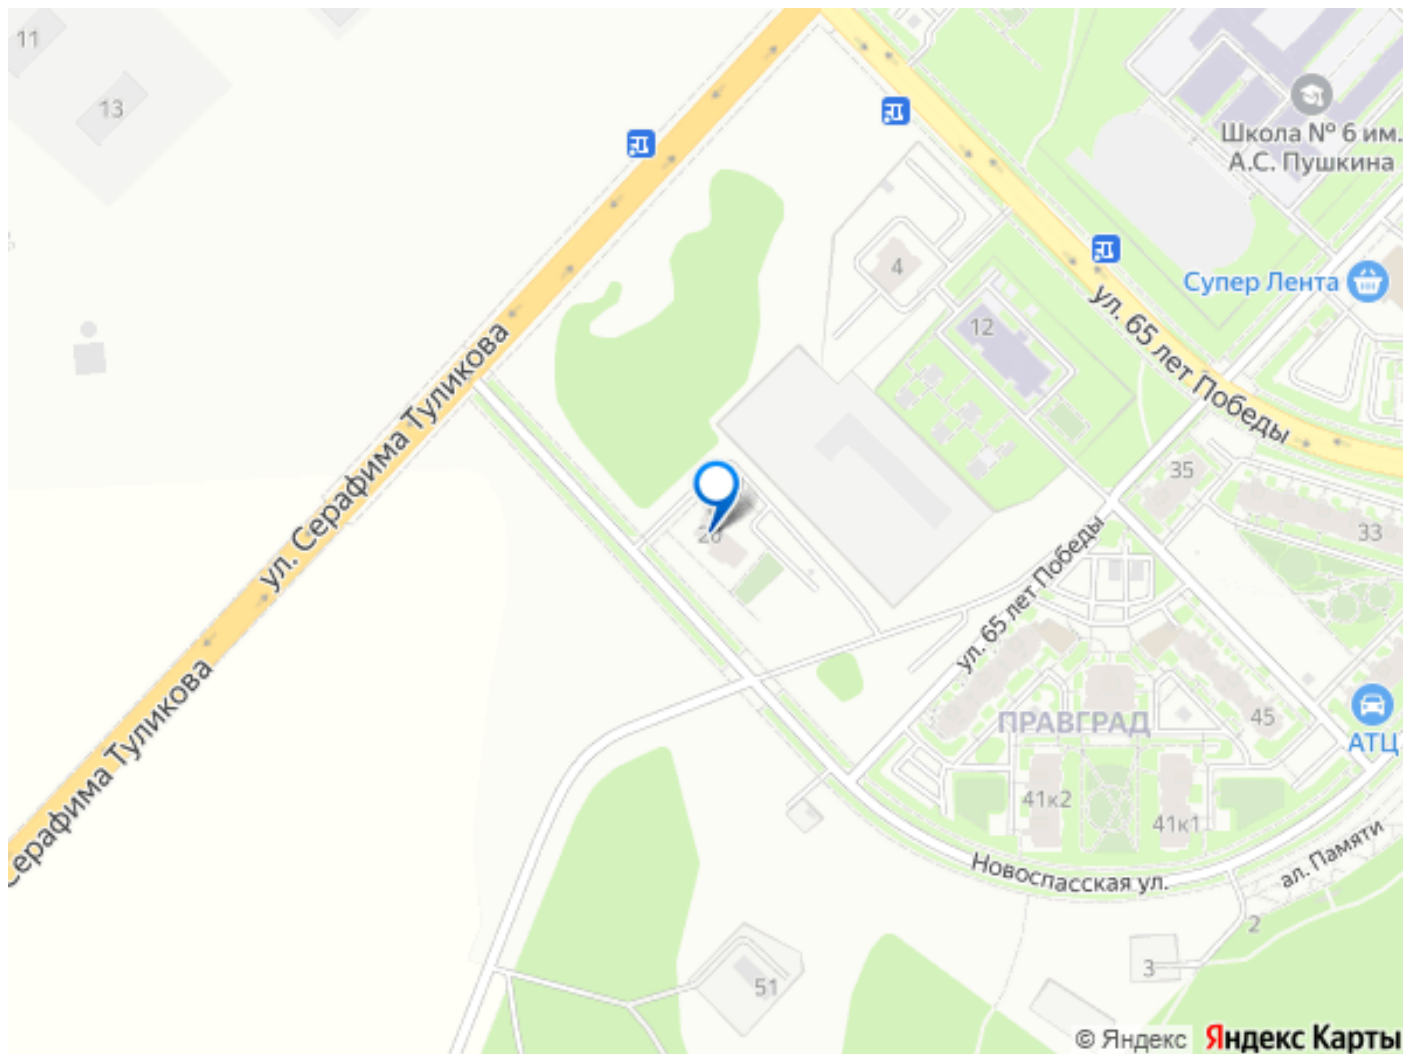 11
13
Школа № 6 им.
А.С. Пушкина
4
Супер Лента
12
ул. 65 лет Победы
ул. Серафима Туликова
35
33
20
ул. 65 лет Победы
Серафима Туликова
ПРАВГРАД
45
АТЦ
41к2
41к1
Новоспасская ул.
ал. Памяти
2
3
51
© Яндекс
Яндекс Карты